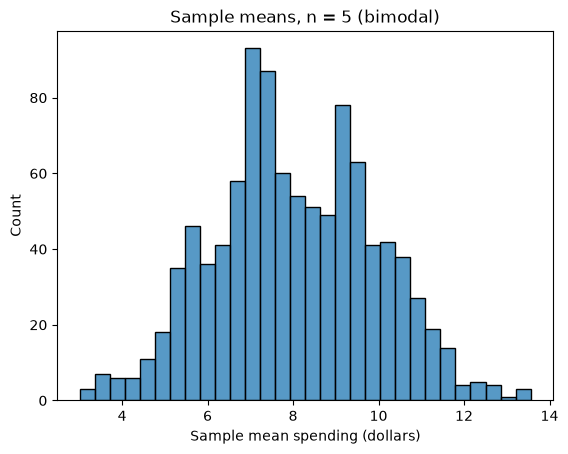 Sample means, n = 5 (bimodal)
Count
80
60
40
20
0
4 6 8 10 12 14
Sample mean spending (dollars)